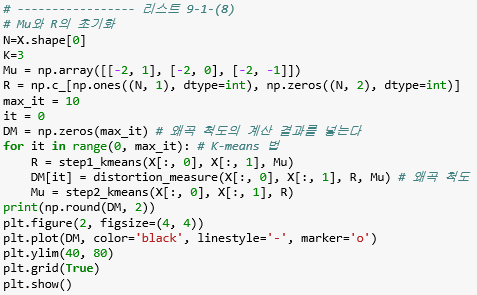 # ----------------- 리스트 9-1-(8)
# Mu와 R의 초기화
N=X.shape[0]
K=3
Mu = np.array([[-2, 1], [-2, 0], [-2, -1]])
R = np.c_[np.ones((N, 1), dtype=int), np.zeros((N, 2), dtype=int)]
max_it = 10
it = 0
DM = np.zeros(max_it) # 왜곡 척도의 계산 결과를 넣는다
for it in range(0, max_it): # K-means 법
    R = step1_kmeans(X[:, 0], X[:, 1], Mu)
    DM[it] = distortion_measure(X[:, 0], X[:, 1], R, Mu) # 왜곡 척도
    Mu = step2_kmeans(X[:, 0], X[:, 1], R)
print(np.round(DM, 2))
plt.figure(2, figsize=(4, 4))
plt.plot(DM, color='black', linestyle='-', marker='o')
plt.ylim(40, 80)
plt.grid(True)
plt.show()